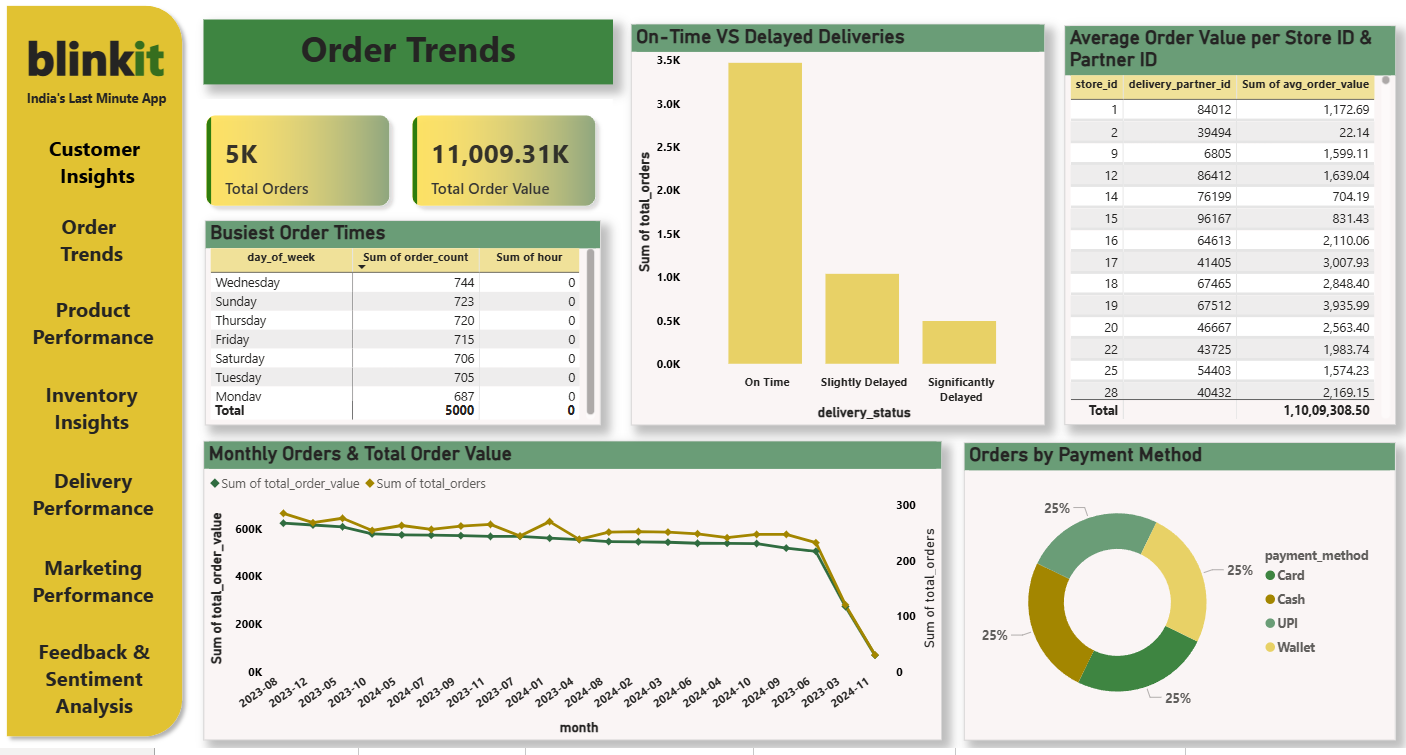 blinkit
India's Last Minute App
Customer
Insights
Order
Trends
Product
Performance
Inventory
Insights
Delivery
Performance
Marketing
Performance
Feedback &
Sentiment
Analysis
Order Trends
5K
Total Orders
11,009.31K
Total Order Value
Busiest Order Times
day_of_week Sum of order_count Sum of hour
Wednesday 744 0
Sunday 723 0
Thursday 720 0
Friday 715 0
Saturday 706 0
Tuesday 705 0
Monday 687 0
Total 5000 0
On-Time VS Delayed Deliveries
Sum of total_orders
3.5K
3.0K
2.5K
2.0K
1.5K
1.0K
0.5K
0.0K
On Time Slightly Delayed Significantly
Delayed
delivery_status
Average Order Value per Store ID &
Partner ID
store_id delivery_partner_id Sum of avg_order_value
1 84012 1,172.69
2 39494 22.14
9 6805 1,599.11
12 86412 1,639.04
14 76199 704.19
15 96167 831.43
16 64613 2,110.06
17 41405 3,007.93
18 67465 2,848.40
19 67512 3,935.99
20 46667 2,563.40
22 43725 1,983.74
25 54403 1,574.23
28 40432 2,169.15
Total 1,10,09,308.50
Monthly Orders & Total Order Value
Sum of total_order_value Sum of total_orders
Sum of total_order_value
600K
400K
200K
0K
300
200
100
0
Sum of total_orders
2023-08 2023-12 2023-05 2023-10 2024-05 2024-07 2023-09 2023-11 2023-07 2024-01 2023-04 2024-08 2024-02 2024-03 2024-06 2024-04 2024-10 2024-09 2023-06 2023-03 2024-11
month
Orders by Payment Method
25%
25%
25%
25%
payment_method
Card
Cash
UPI
Wallet